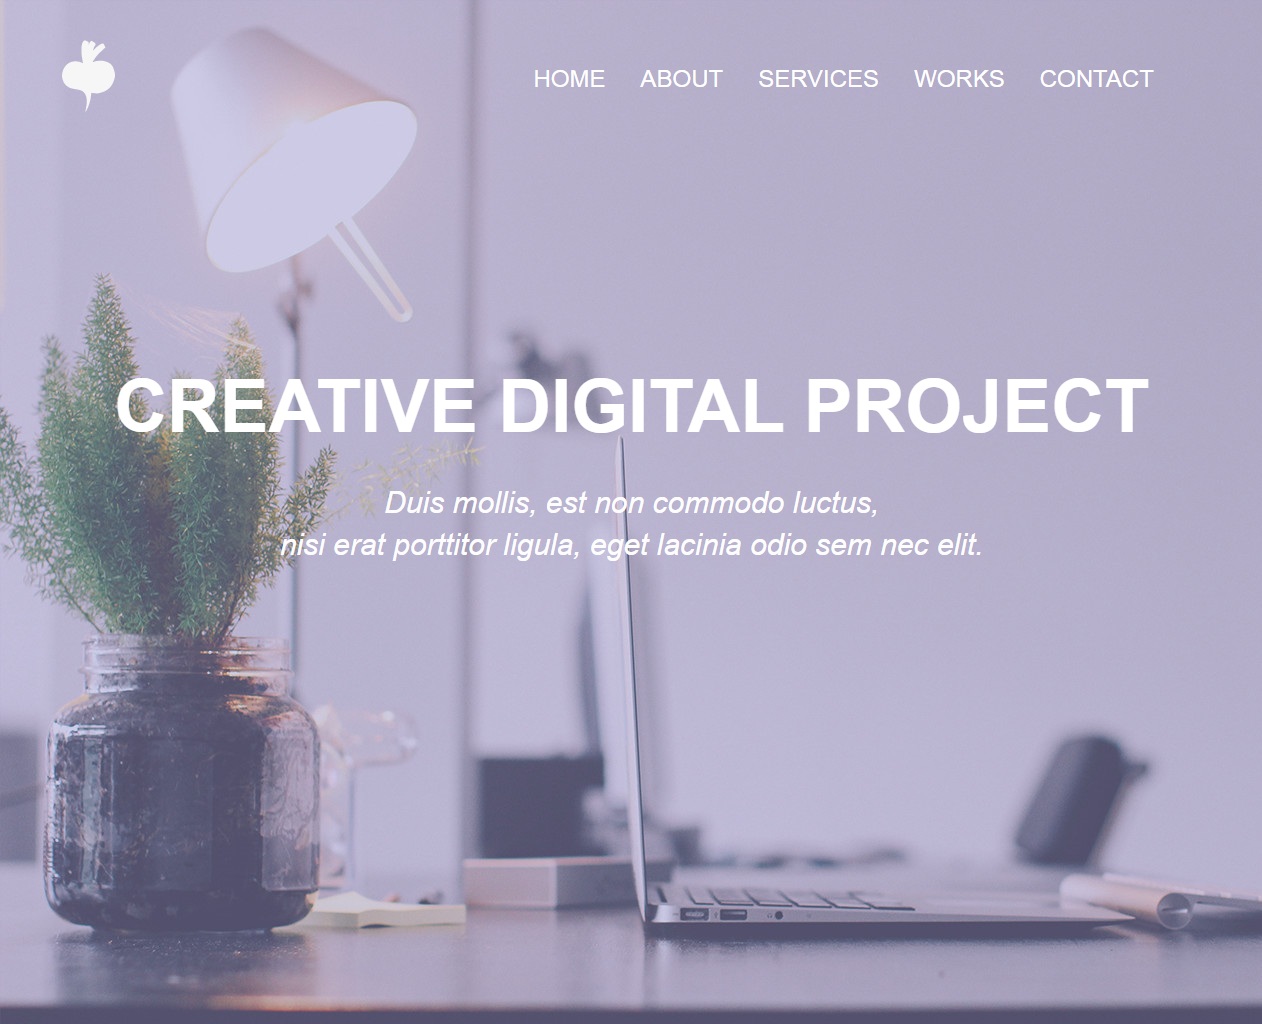 HOME ABOUT SERVICES WORKS CONTACT
CREATIVE DIGITAL PROJECT
Duis mollis, est non commodo luctus,
nisi erat porttitor ligula, eget lacinia odio sem nec elit.